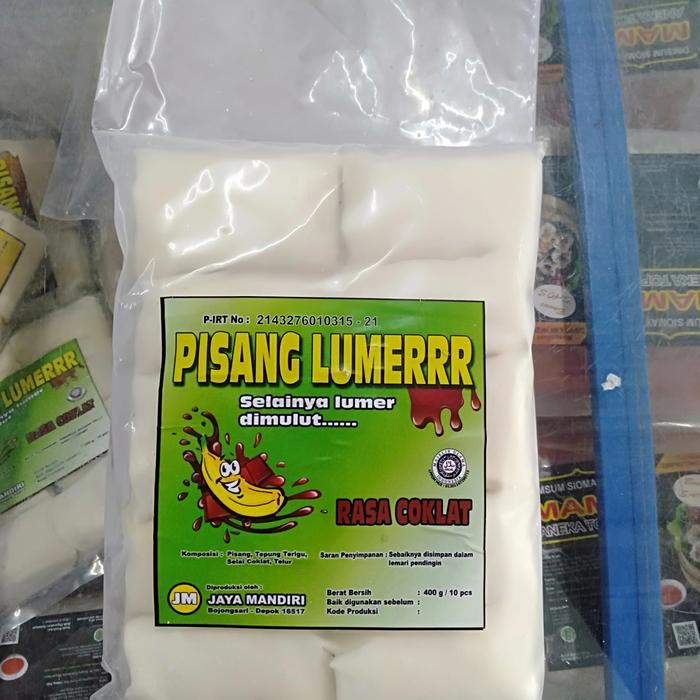 P-IRT No : 2143276010315 - 21
PISANG LUMERRR
Selainya lumer
dimulut......
RASA COKLAT
Komposisi : Pisang, Tepung Terigu,
Selai Coklat, Telur
Saran Penyimpanan : Sebaiknya disimpan dalam
lemari pendingin
JM
Diproduksi oleh :
JAYA MANDIRI
Bojongsari - Depok 16517
Berat Bersih : 400 g / 10 pcs
Baik digunakan sebelum :
Kode Produksi :
LUMERRR
RASA COKLAT
MANDIRI